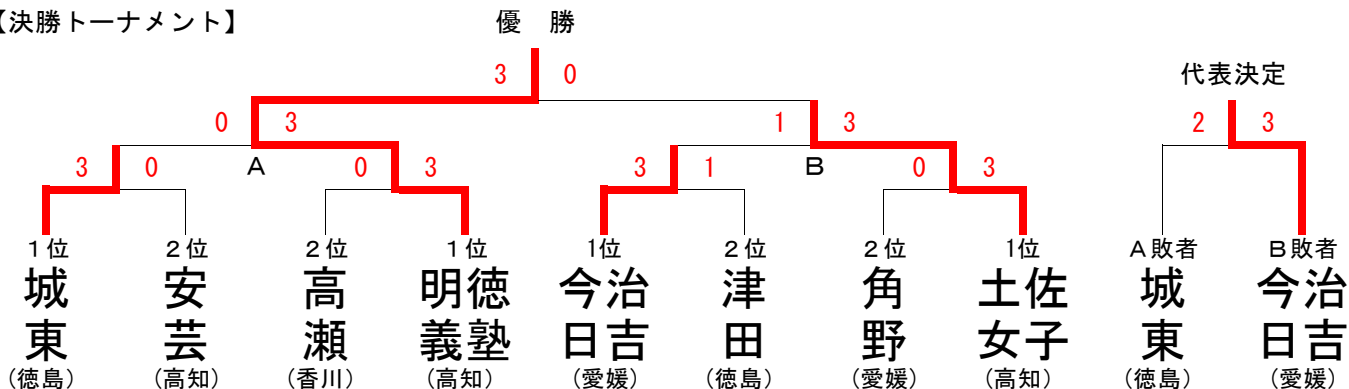 【決勝トーナメント】
優 勝
3 0
代表決定
0 3
1 3
2 3
3 0
A
0 3
3 1
B
0 3
1位 2位 2位 1位 1位 2位 2位 1位 A敗者 B敗者
城東 安芸 高瀬 明徳義塾 今治日吉 津田 角野 土佐女子 城東 今治日吉
(徳島) (高知) (香川) (高知) (愛媛) (徳島) (愛媛) (高知) (徳島) (愛媛)